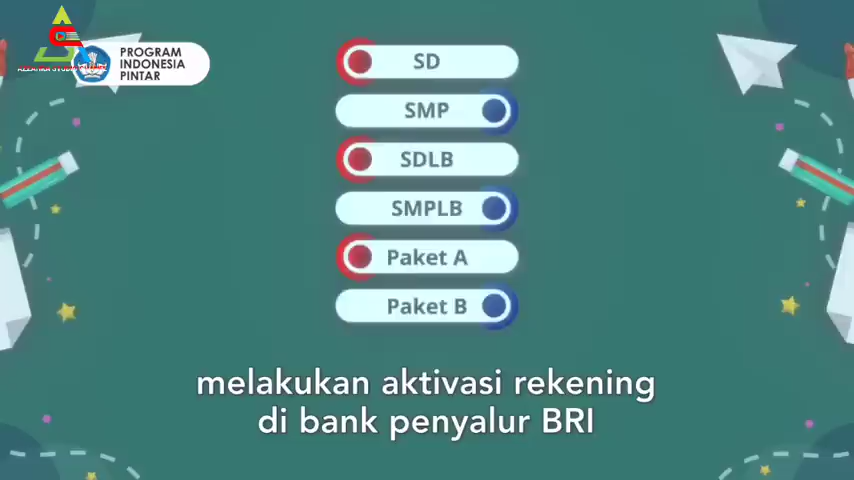 PROGRAM
INDONESIA
PINTAR
SD
SMP
SDLB
SMPLB
Paket A
Paket B
melakukan aktivasi rekening
di bank penyalur BRI